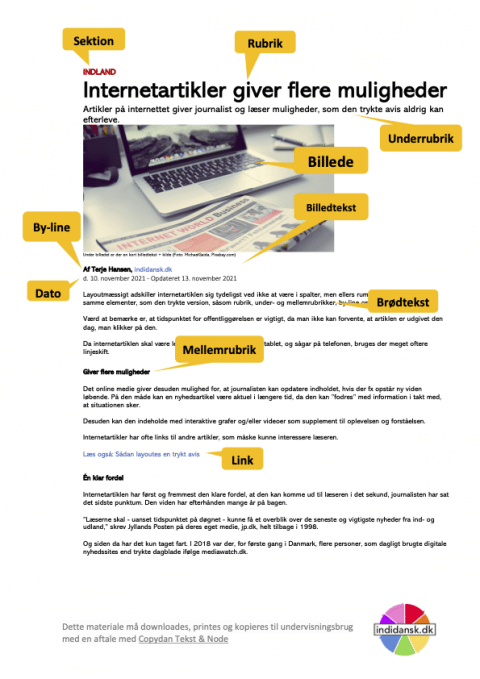 Sektion
Rubrik
INDLAND
Internetartikler giver flere muligheder
Artikler på internettet giver journalist og læser muligheder, som den trykte avis aldrig kan
efterleve.
Underrubrik
Billede
INTERNET WORLD Business
Billedtekst
By-line
Under billedet er der en kort billedtekst + kilde (Foto: MichaelGaida, Pixabay.com)
Af Terje Hansen, indidansk.dk
d. 10. november 2021 - Opdateret 13. november 2021
Dato
Layoutmæssigt adskiller internetartiklen sig tydeligt ved ikke at være i spalter, men ellers
samme elementer, som den trykte version, såsom rubrik, under- og mellemrubrikker, by-line
Brødtekst
Værd at bemærke er, at tidspunktet for offentliggørelsen er vigtigt, da man ikke kan forvente, at artiklen er udgivet den
dag, man klikker på den.
Da internetartiklen skal være tablet, og sågar på telefonen, bruges der meget oftere
linjeskift.
Mellemrubrik
Giver flere muligheder
Det online medie giver desuden mulighed for, at journalisten kan opdatere indholdet, hvis der fx opstår ny viden
løbende. På den måde kan en nyhedsartikel være aktuel i længere tid, da den kan "fodres" med information i takt med,
at situationen sker.
Desuden kan den indeholde med interaktive grafer og/eller videoer som supplement til oplevelsen og forståelsen.
Internetartikler har ofte links til andre artikler, som måske kunne interessere læseren.
Læs også: Sådan layoutes en trykt avis
Link
Én klar fordel
Internetartiklen har først og fremmest den klare fordel, at den kan komme ud til læseren i det sekund, journalisten har sat
det sidste punktum. Den viden har efterhånden mange år på bagen.
"Læserne skal - uanset tidspunktet på døgnet - kunne få et overblik over de seneste og vigtigste nyheder fra ind- og
udland," skrev Jyllands Posten på deres eget medie, jp.dk, helt tilbage i 1998.
Og siden da har det kun taget fart. I 2018 var der, for første gang i Danmark, flere personer, som dagligt brugte digitale
nyhedssites end trykte dagblade ifølge mediawatch.dk.
Dette materiale må downloades, printes og kopieres til undervisningsbrug
med en aftale med Copydan Tekst & Node
indidansk.dk